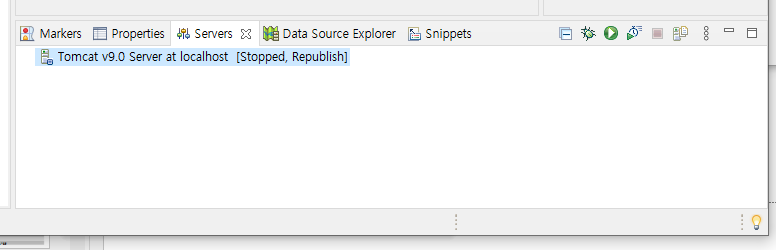 Markers Properties Servers Data Source Explorer Snippets
Tomcat v9.0 Server at localhost [Stopped, Republish]